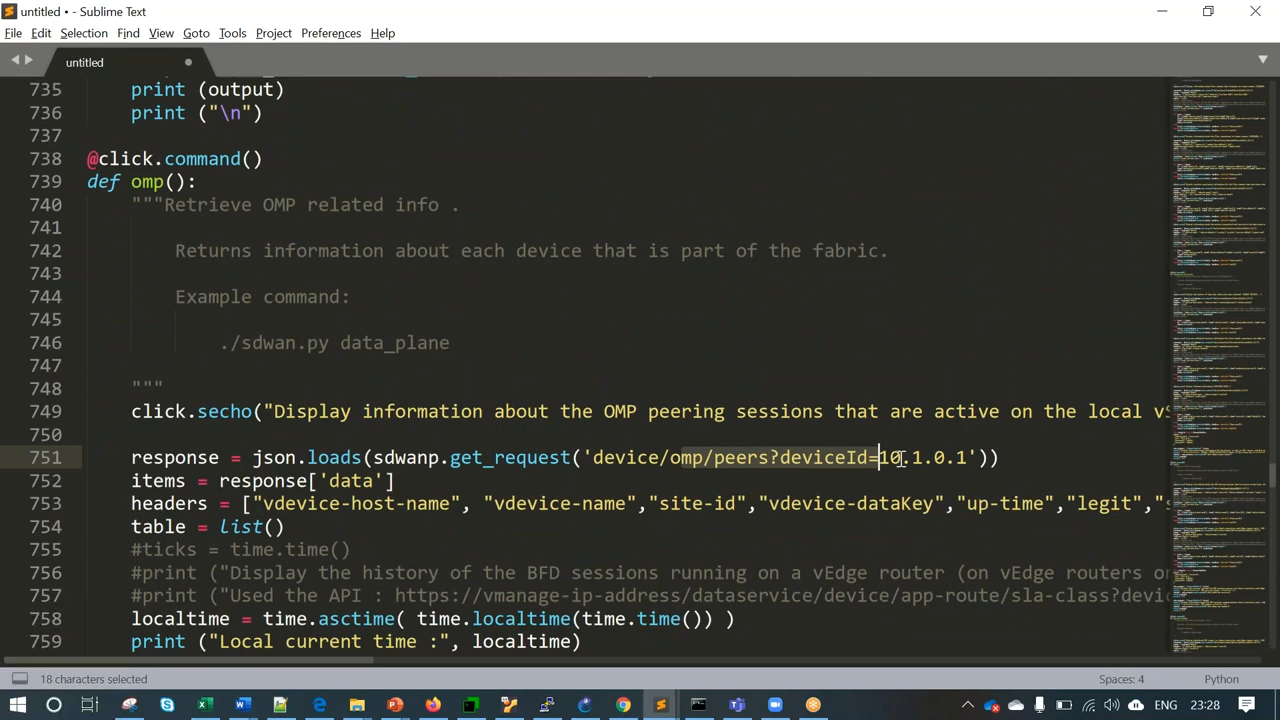 untitled • - Sublime Text
File Edit Selection Find View Goto Tools Project Preferences Help
untitled
735 print (output)
736 print ("\n")
737
738 @click.command()
739 def omp():
740 """Retrieve OMP related info .
741
742 Returns information about each device that is part of the fabric.
743
744 Example command:
745
746 ./sdwan.py data_plane
747
748 """
749 click.secho("Display information about the OMP peering sessions that are active on the local v
750
751 response = json.loads(sdwanp.get_request('device/omp/peers?deviceId=10.1.0.1'))
752 items = response['data']
753 headers = ["vdevice-host-name", "vdevice-name","site-id","vdevice-dataKey","up-time","legit","
754 table = list()
755 #ticks = time.time()
756 #print ("Display the history of the BFD sessions running on vEdge routers(on vEdge routers
757 #print ("Used the API : https://vmanage-ip-address/dataservice/device/app-route/sla-class?devic
758 localtime = time.asctime( time.localtime(time.time()) )
759 print ("Local current time :", localtime)
18 characters selected
Spaces: 4
Python
ENG 23:28